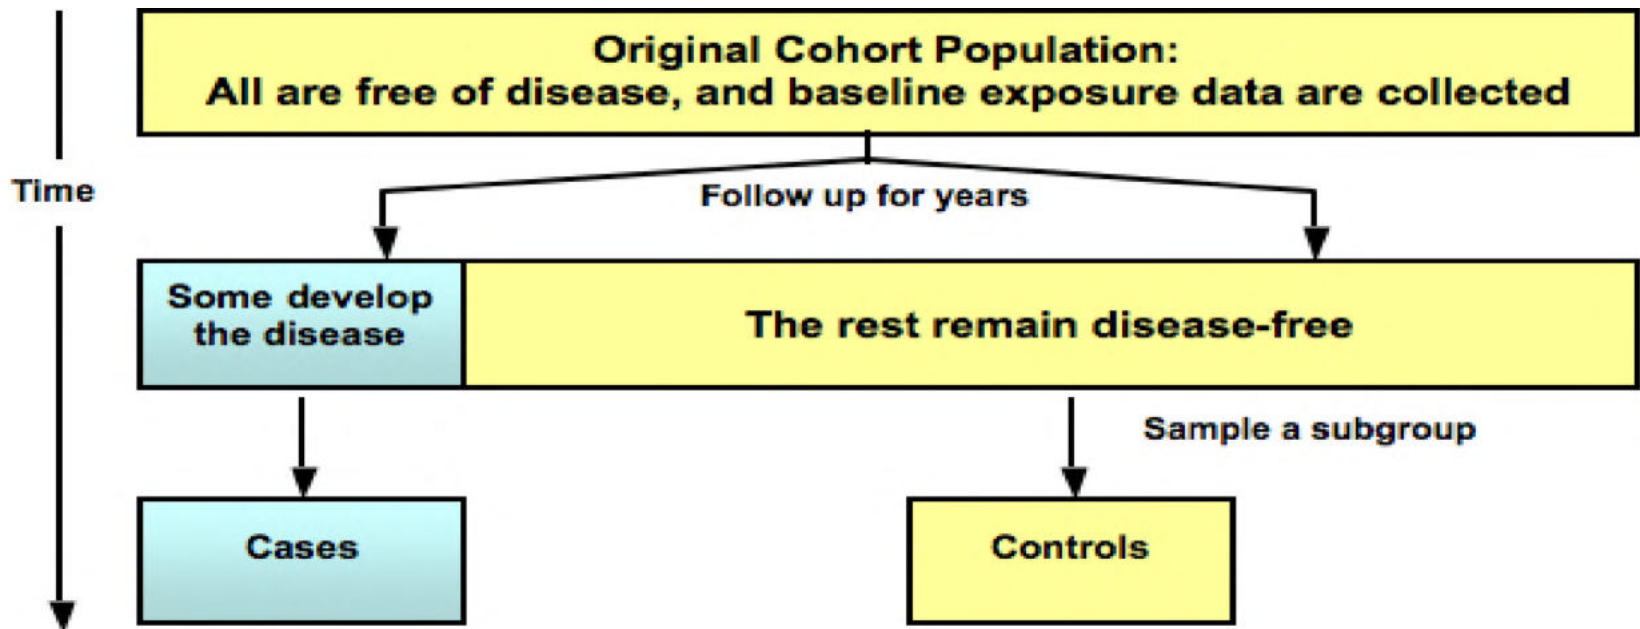 Original Cohort Population:
All are free of disease, and baseline exposure data are collected
Time
Follow up for years
Some develop
the disease
The rest remain disease-free
Sample a subgroup
Cases
Controls